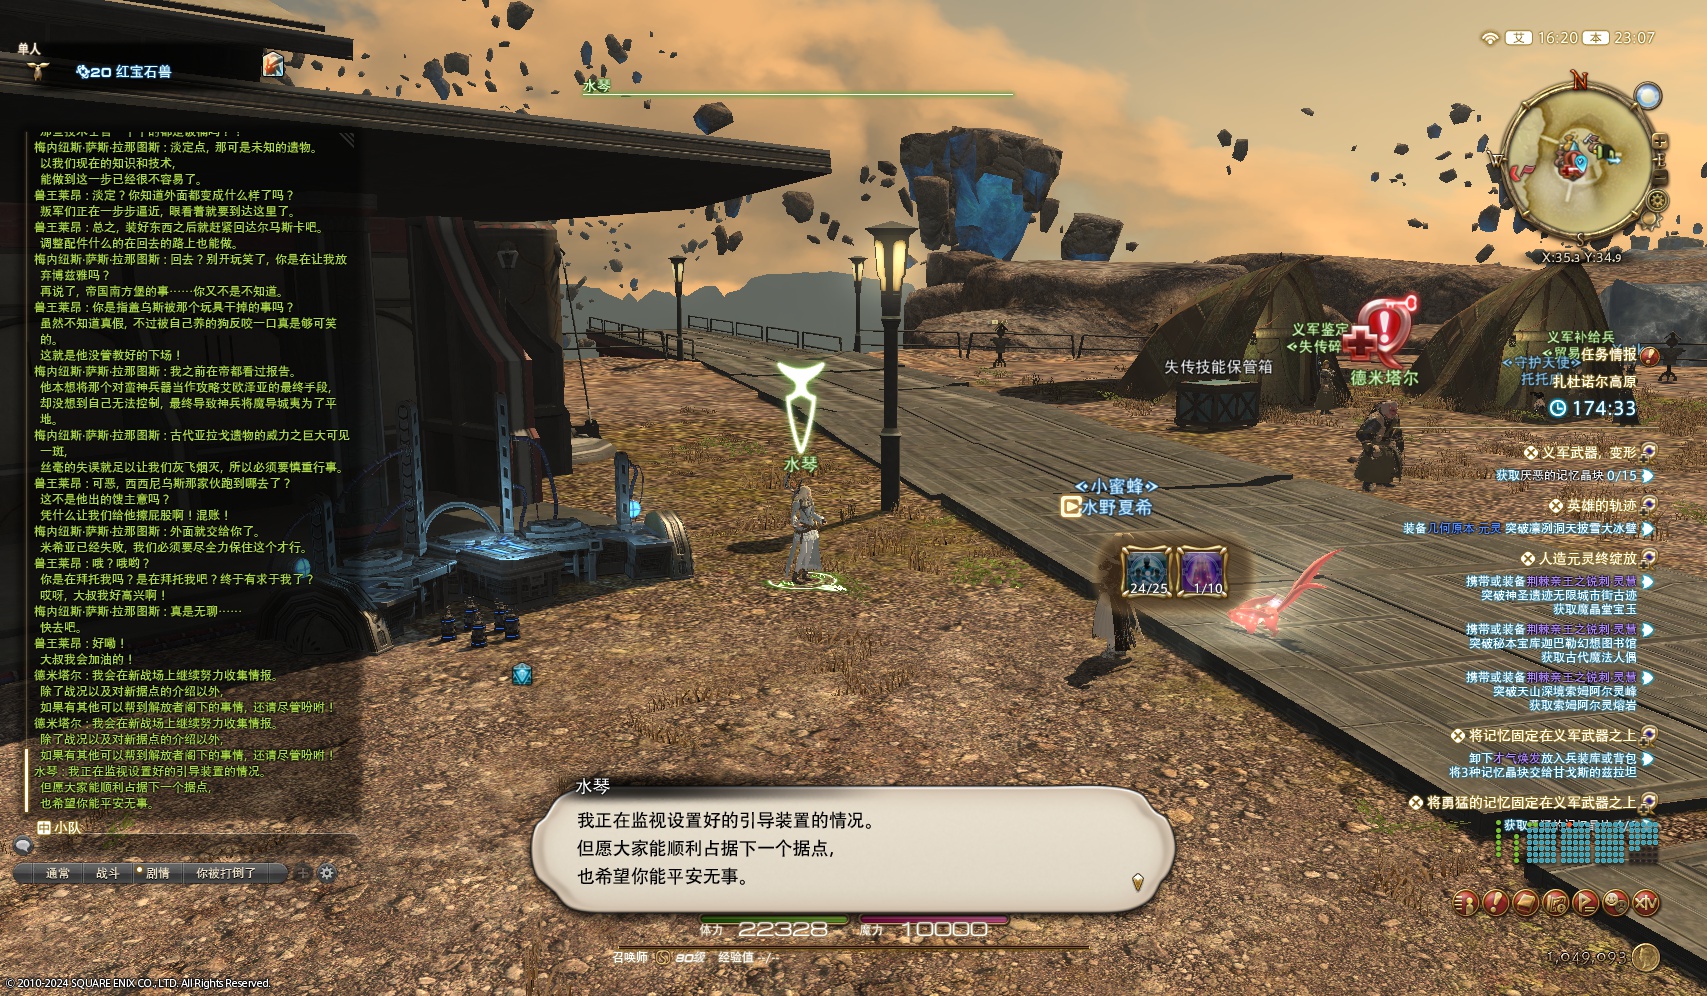 单人
20 红宝石兽
水琴
艾 16:20 本 23:07
N
W
S
X:35.3 Y:34.9
梅内纽斯·萨斯·拉那图斯：淡定点，那可是未知的遗物。
以我们现在的知识和技术，
能做到这一步已经很不容易了。
兽王莱昂：淡定？你知道外面都变成什么样了吗？
叛军们正在一步步逼近，眼看着就要到达这里了。
兽王莱昂：总之，装好东西之后就赶紧回达尔马斯卡吧。
调整配件什么的在回去的路上也能做。
梅内纽斯·萨斯·拉那图斯：回去？别开玩笑了，你是在让我放
弃博兹雅吗？
再说了，帝国南方堡的事……你又不是不知道。
兽王莱昂：你是指盖乌斯被那个玩具干掉的事吗？
虽然不知道真假，不过被自己养的狗反咬一口真是够可笑
的。
这就是他没管教好的下场！
梅内纽斯·萨斯·拉那图斯：我之前在帝都看过报告。
他本想将那个对蛮神兵器当作攻略艾欧泽亚的最终手段，
却没想到自己无法控制，最终导致神兵将魔导城夷为了平
地。
梅内纽斯·萨斯·拉那图斯：古代亚拉戈遗物的威力之巨大可见
一斑，
丝毫的失误就足以让我们灰飞烟灭，所以必须要慎重行事。
兽王莱昂：可恶，西西尼乌斯那家伙跑到哪去了？
这不是他出的馊主意吗？
凭什么让我们给他擦屁股啊！混账！
梅内纽斯·萨斯·拉那图斯：外面就交给你了。
米希亚已经失败，我们必须要尽全力保住这个才行。
兽王莱昂：哦？哦哟？
你是在拜托我吗？是在拜托我吧？终于有求于我了？
哎呀，大叔我好高兴啊！
梅内纽斯·萨斯·拉那图斯：真是无聊……
快去吧。
兽王莱昂：好嘞！
大叔我会加油的！
德米塔尔：我会在新战场上继续努力收集情报。
除了战况以及对新据点的介绍以外，
如果有其他可以帮到解放者阁下的事情，还请尽管吩咐！
德米塔尔：我会在新战场上继续努力收集情报。
除了战况以及对新据点的介绍以外，
如果有其他可以帮到解放者阁下的事情，还请尽管吩咐！
水琴：我正在监视设置好的引导装置的情况。
但愿大家能顺利占据下一个据点，
也希望你能平安无事。
小队
通常 战斗 剧情 你被打倒了
水琴
«小蜜蜂»
水野夏希
24/25 1/10
失传技能保管箱
义军鉴定
«失传碎
德米塔尔
义军补给兵
«贸易
«守护天使»
任务情报
扎杜诺尔高原
174:33
义军武器，变形
获取厌恶的记忆晶块 0/15
英雄的轨迹
装备几何原本·元灵 突破凛冽洞天披雪大冰壁
人造元灵终绽放
携带或装备荆棘亲王之锐刺·灵慧
突破神圣遗迹无限城市街古迹
获取魔晶堂宝玉
携带或装备荆棘亲王之锐刺·灵慧
突破秘本宝库迦巴勒幻想图书馆
获取古代魔法人偶
携带或装备荆棘亲王之锐刺·灵慧
突破天山深境索姆阿尔灵峰
获取索姆阿尔灵熔岩
将记忆固定在义军武器之上
卸下才气焕发放入兵装库或背包
将3种记忆晶块交给甘戈斯的兹拉坦
将勇猛的记忆固定在义军武器之上
水琴
我正在监视设置好的引导装置的情况。
但愿大家能顺利占据下一个据点，
也希望你能平安无事。
体力 22328 魔力 10000
召唤师 80级 经验值 --/--
1,049,093
© 2010-2024 SQUARE ENIX CO., LTD. All Rights Reserved.